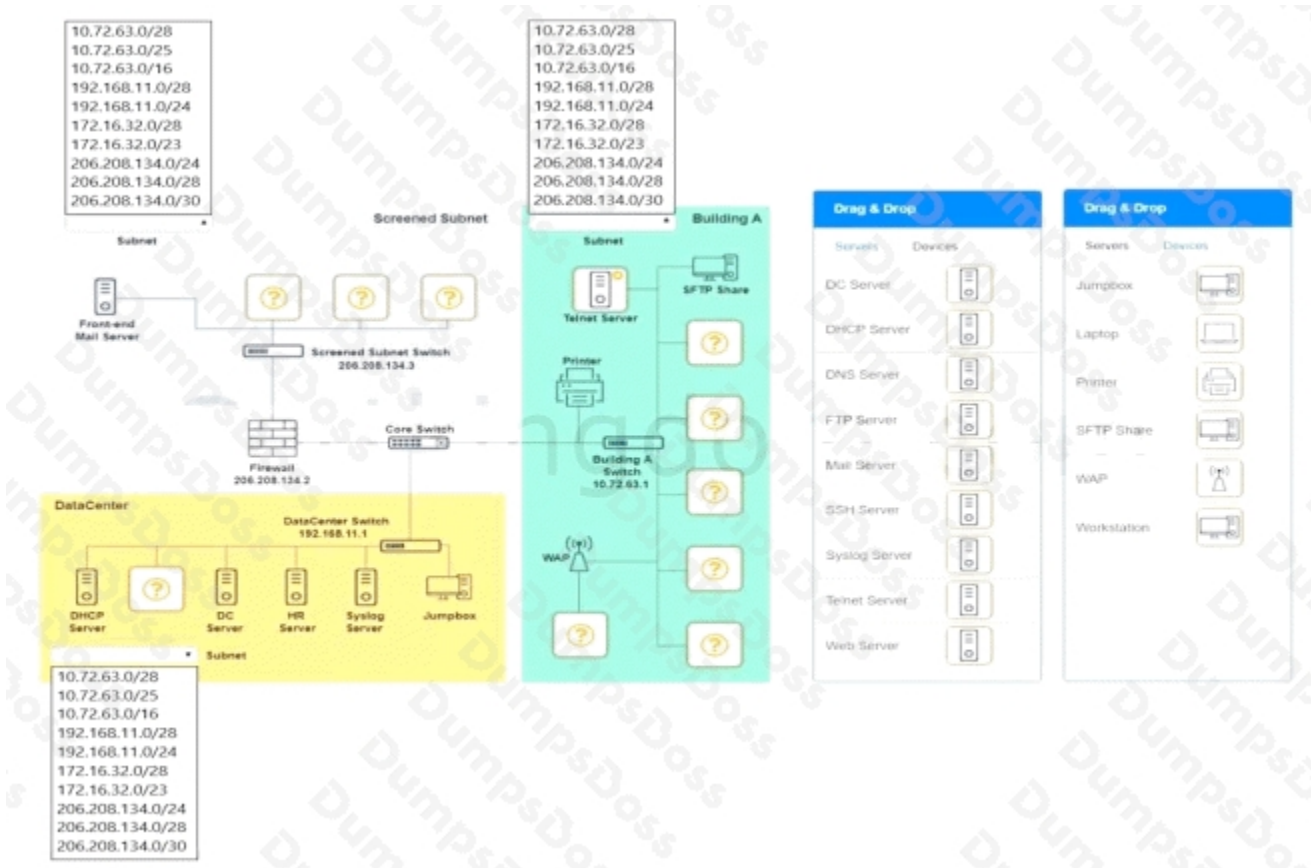 10.72.63.0/28
10.72.63.0/25
10.72.63.0/16
192.168.11.0/28
192.168.11.0/24
172.16.32.0/28
172.16.32.0/23
206.208.134.0/24
206.208.134.0/28
206.208.134.0/30
Subnet
Screened Subnet
Front-end
Mail Server
?
?
?
Screened Subnet Switch
206.208.134.3
Firewall
206.208.134.2
Core Switch
10.72.63.0/28
10.72.63.0/25
10.72.63.0/16
192.168.11.0/28
192.168.11.0/24
172.16.32.0/28
172.16.32.0/23
206.208.134.0/24
206.208.134.0/28
206.208.134.0/30
Building A
Subnet
Telnet Server
SFTP Share
Printer
?
?
Building A
Switch
10.72.63.1
?
WAP
?
?
?
DataCenter
DataCenter Switch
192.168.11.1
DHCP
Server
?
DC
Server
HR
Server
Syslog
Server
Jumpbox
Subnet
10.72.63.0/28
10.72.63.0/25
10.72.63.0/16
192.168.11.0/28
192.168.11.0/24
172.16.32.0/28
172.16.32.0/23
206.208.134.0/24
206.208.134.0/28
206.208.134.0/30
Drag & Drop
Servers Devices
DC Server
DHCP Server
DNS Server
FTP Server
Mail Server
SSH Server
Syslog Server
Telnet Server
Web Server
Drag & Drop
Servers Devices
Jumpbox
Laptop
Printer
SFTP Share
WAP
Workstation
DumpsDoss